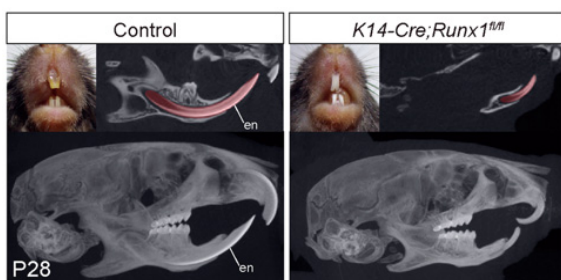 Control
K14-Cre;Runx1fl/fl
en
P28
en